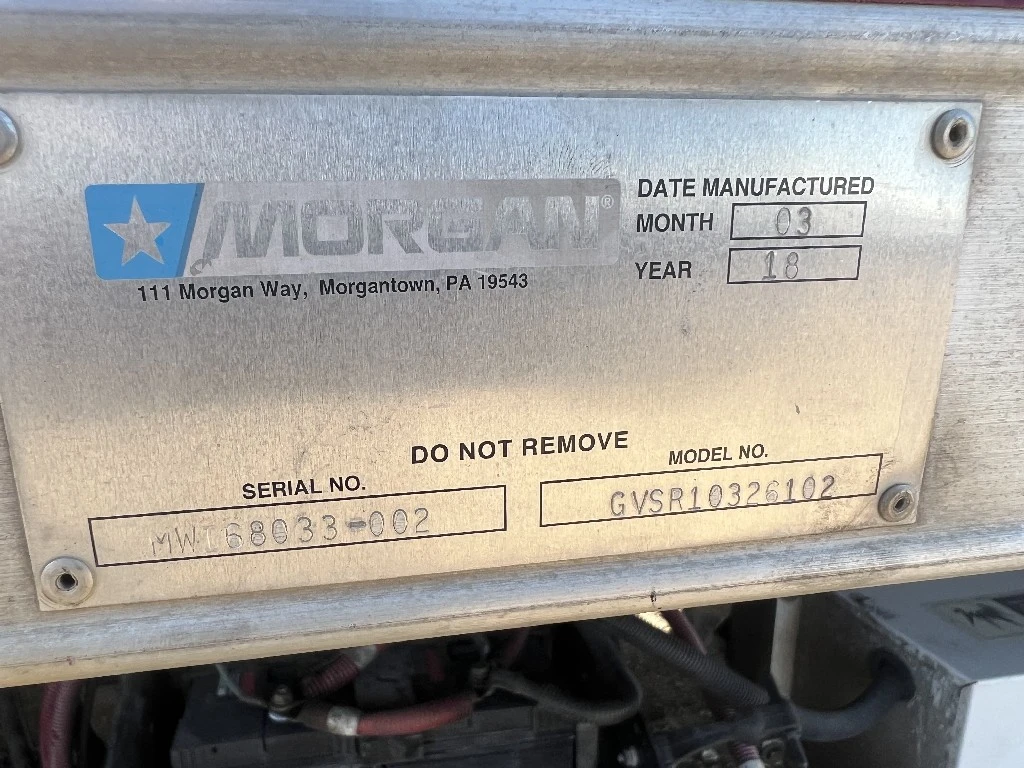 MORGAN®
111 Morgan Way, Morgantown, PA 19543
DATE MANUFACTURED
MONTH 03
YEAR 18
DO NOT REMOVE
SERIAL NO.
MWT68033-002
MODEL NO.
GVSR10326102